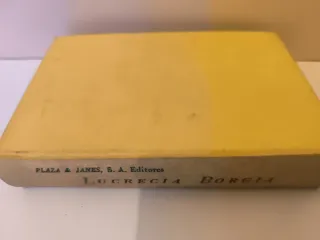 PLAZA & JANES, S. A. Editores
LUCRECIA BORGIA